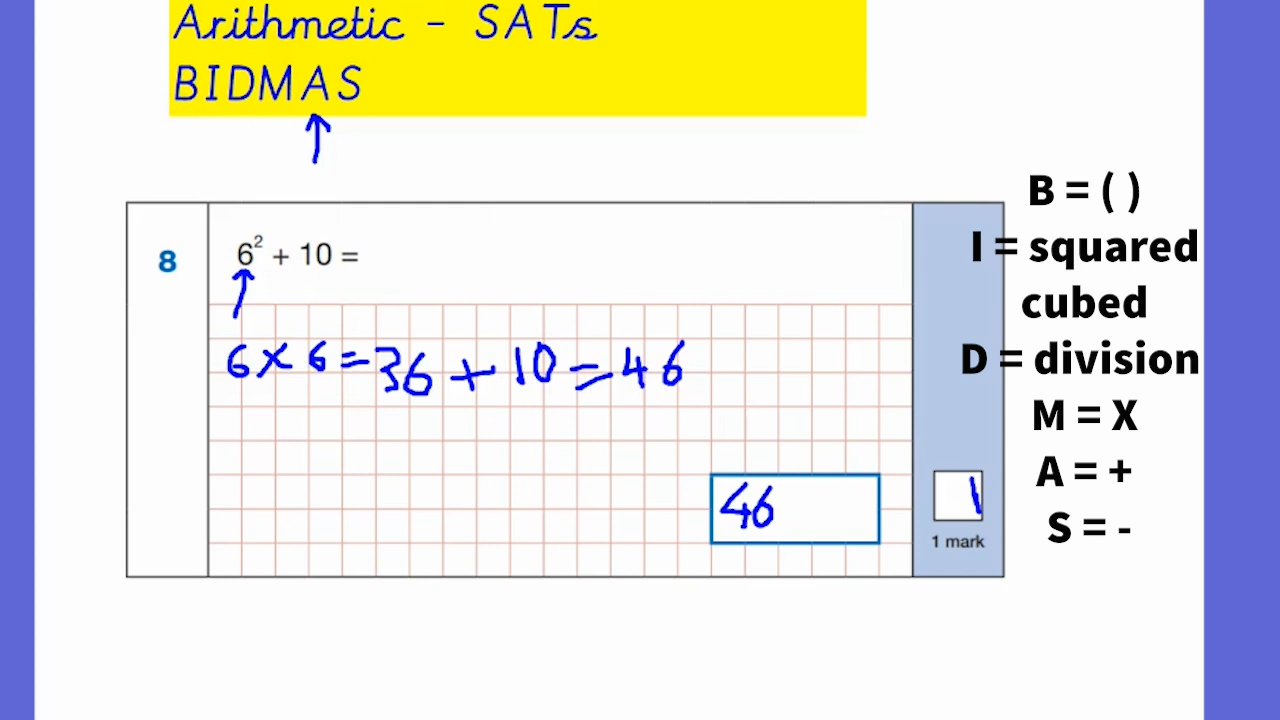 Arithmetic - SATs
BIDMAS
8
6² + 10 =
6 x 6 = 36 + 10 = 46
46
1
1 mark
B = ( )
I = squared
cubed
D = division
M = X
A = +
S = -